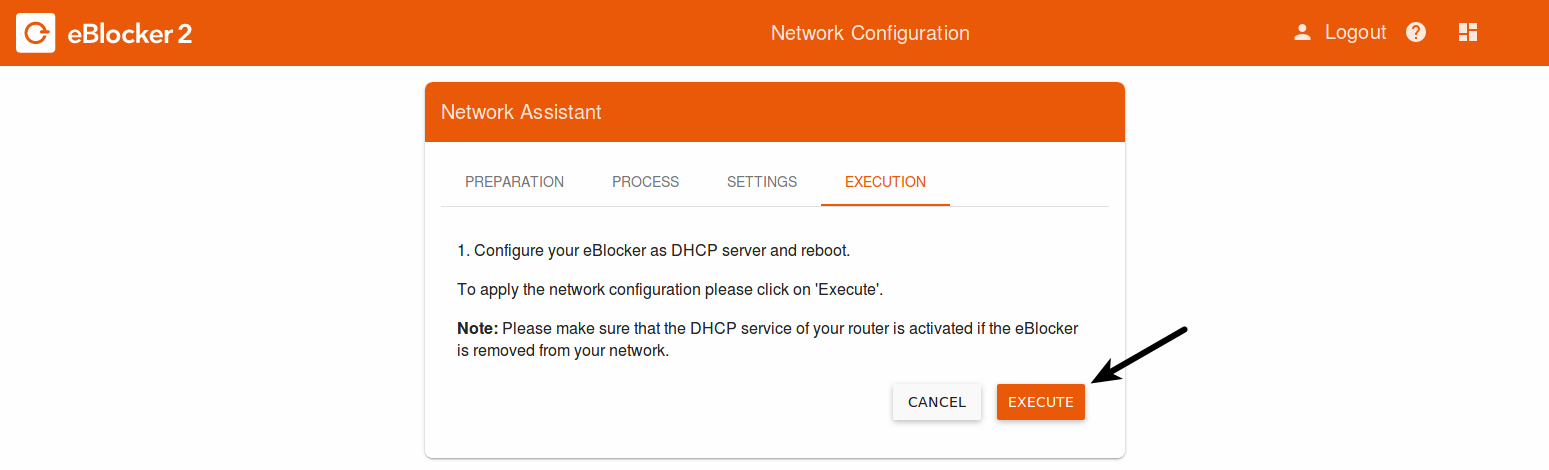 eBlocker 2
Network Configuration
Logout
Network Assistant
PREPARATION PROCESS SETTINGS EXECUTION
1. Configure your eBlocker as DHCP server and reboot.
To apply the network configuration please click on 'Execute'.
Note: Please make sure that the DHCP service of your router is activated if the eBlocker
is removed from your network.
CANCEL EXECUTE